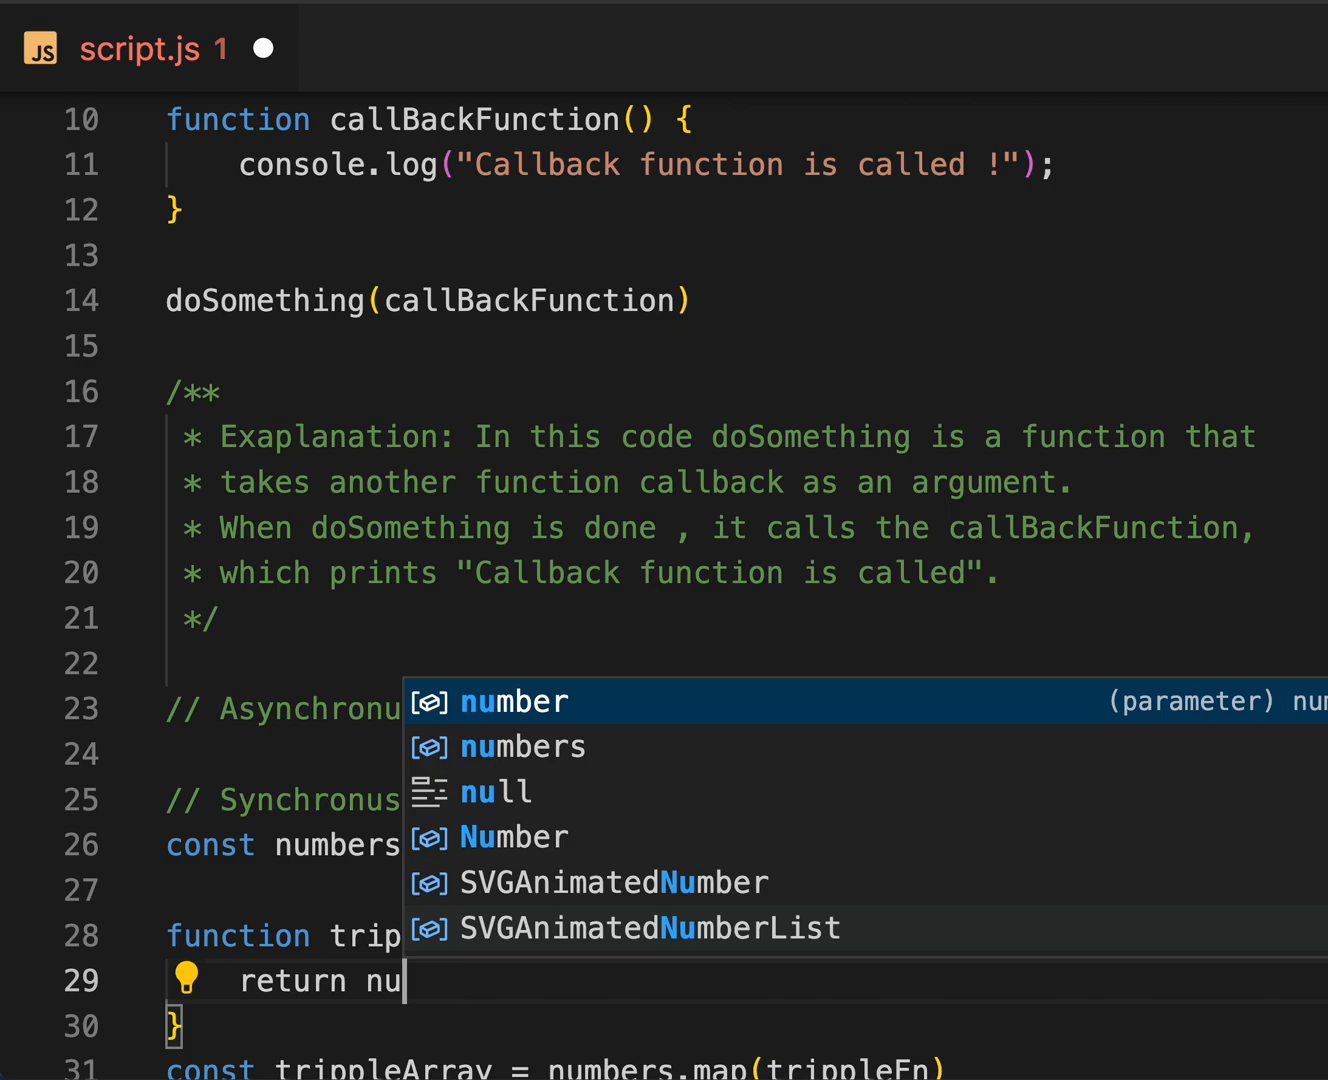 JS script.js 1
10 function callBackFunction() {
11 console.log("Callback function is called !");
12 }
13
14 doSomething(callBackFunction)
15
16 /**
17 * Exaplanation: In this code doSomething is a function that
18 * takes another function callback as an argument.
19 * When doSomething is done , it calls the callBackFunction,
20 * which prints "Callback function is called".
21 */
22
23 // Asynchronu
24
25 // Synchronus
26 const numbers
27
28 function trip
29 return nu
30 }
31 const trippleArray = numbers.map(trippleFn)
number (parameter) num
numbers
null
Number
SVGAnimatedNumber
SVGAnimatedNumberList